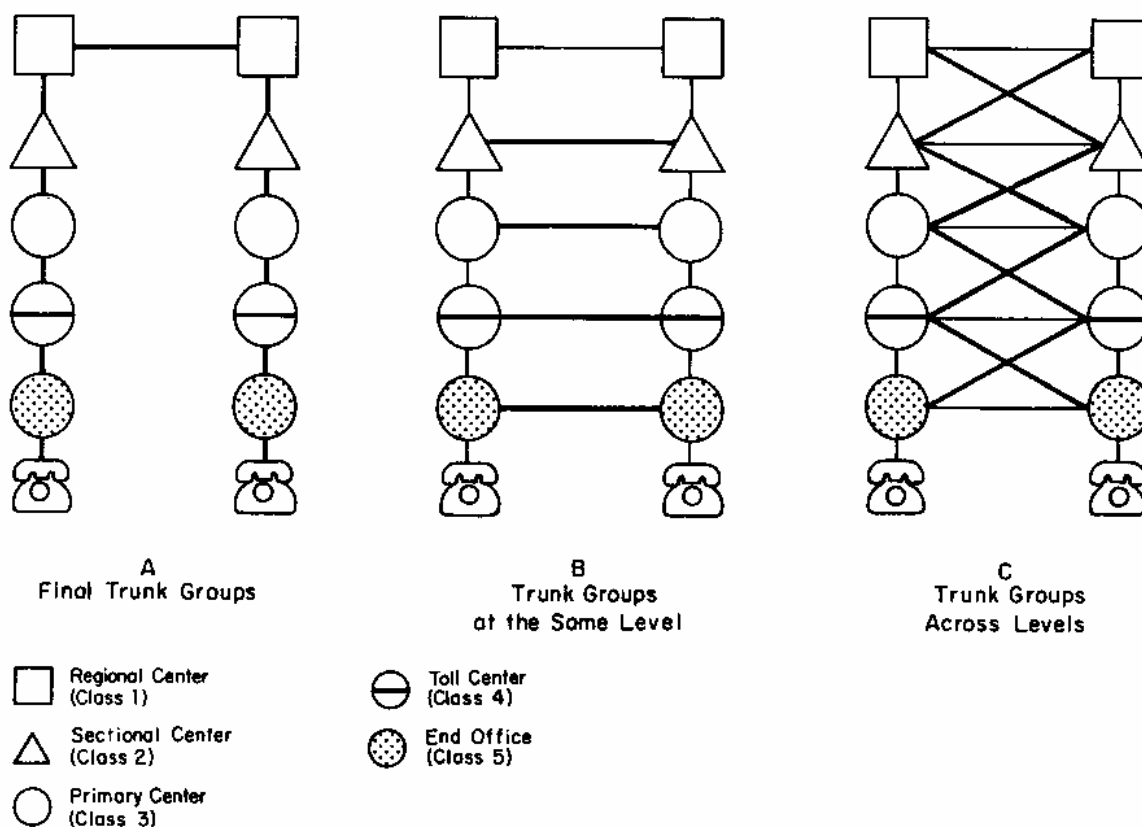 A
Final Trunk Groups
B
Trunk Groups
at the Same Level
C
Trunk Groups
Across Levels
Regional Center
(Class 1)
Sectional Center
(Class 2)
Primary Center
(Class 3)
Toll Center
(Class 4)
End Office
(Class 5)